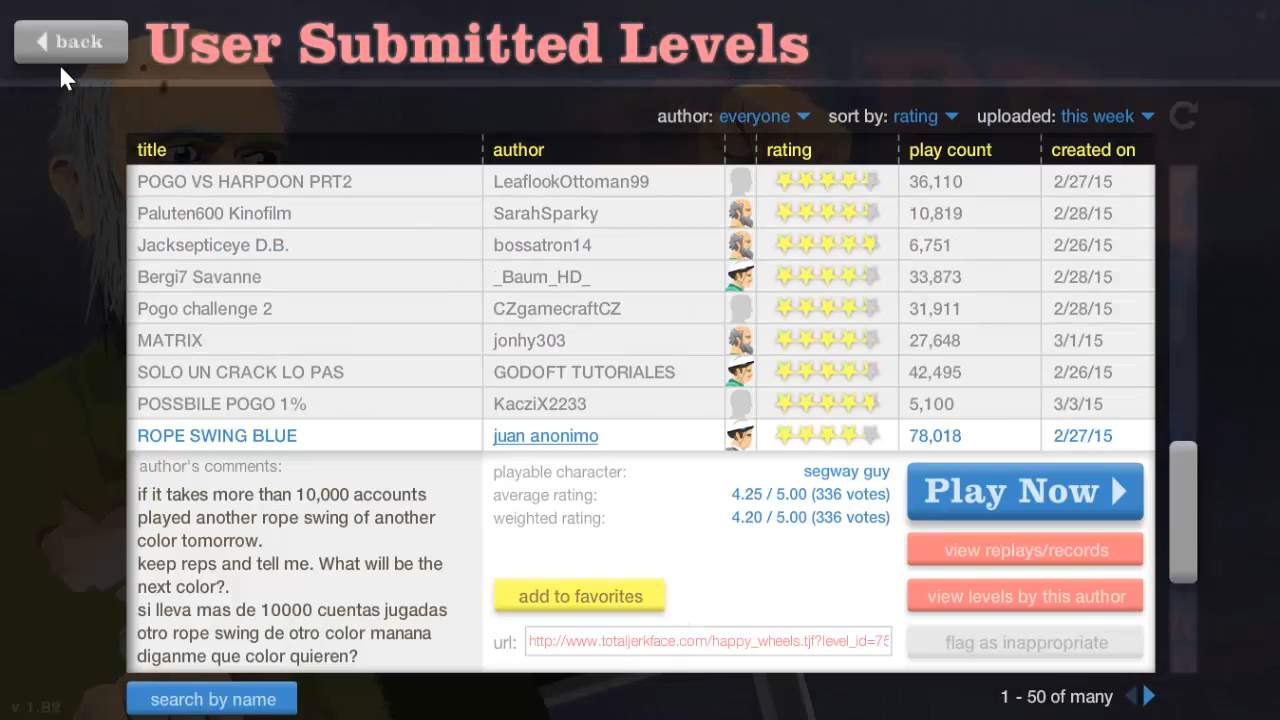 back
User Submitted Levels
author: everyone sort by: rating uploaded: this week
title author rating play count created on
POGO VS HARPOON PRT2 LeaflookOttoman99 36,110 2/27/15
Paluten600 Kinofilm SarahSparky 10,819 2/28/15
Jacksepticeye D.B. bossatron14 6,751 2/26/15
Bergi7 Savanne _Baum_HD_ 33,873 2/28/15
Pogo challenge 2 CZgamecraftCZ 31,911 2/28/15
MATRIX jonhy303 27,648 3/1/15
SOLO UN CRACK LO PAS GODOFT TUTORIALES 42,495 2/26/15
POSSBILE POGO 1% KacziX2233 5,100 3/3/15
ROPE SWING BLUE juan anonimo 78,018 2/27/15
author's comments:
if it takes more than 10,000 accounts
played another rope swing of another
color tomorrow.
keep reps and tell me. What will be the
next color?.
si lleva mas de 10000 cuentas jugadas
otro rope swing de otro color manana
diganme que color quieren?
playable character: segway guy
average rating: 4.25 / 5.00 (336 votes)
weighted rating: 4.20 / 5.00 (336 votes)
add to favorites
url: http://www.totaljerkface.com/happy_wheels.tjf?level_id=75
Play Now
view replays/records
view levels by this author
flag as inappropriate
v 1.82
search by name
1 - 50 of many